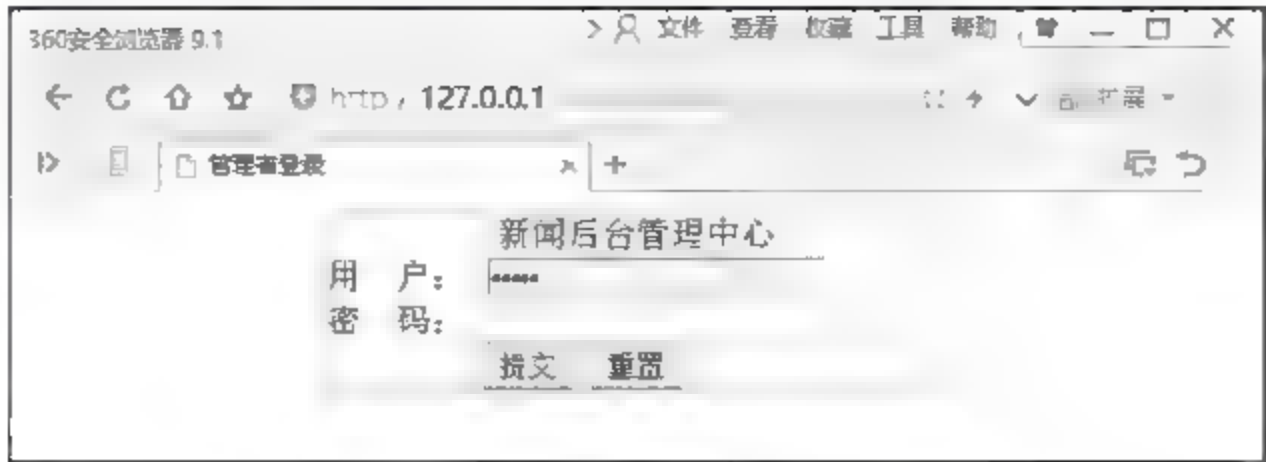 360安全浏览器 9.1 文件 查看 收藏 工具 帮助
http://127.0.0.1 扩展
管理者登录
新闻后台管理中心
用 户:
密 码:
提交 重置